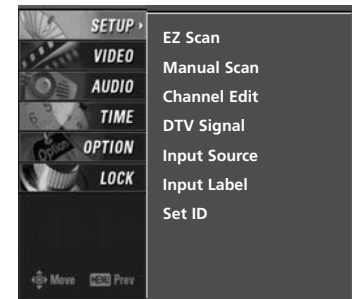 SETUP
VIDEO
AUDIO
TIME
OPTION
LOCK
Move MENU Prev
EZ Scan
Manual Scan
Channel Edit
DTV Signal
Input Source
Input Label
Set ID